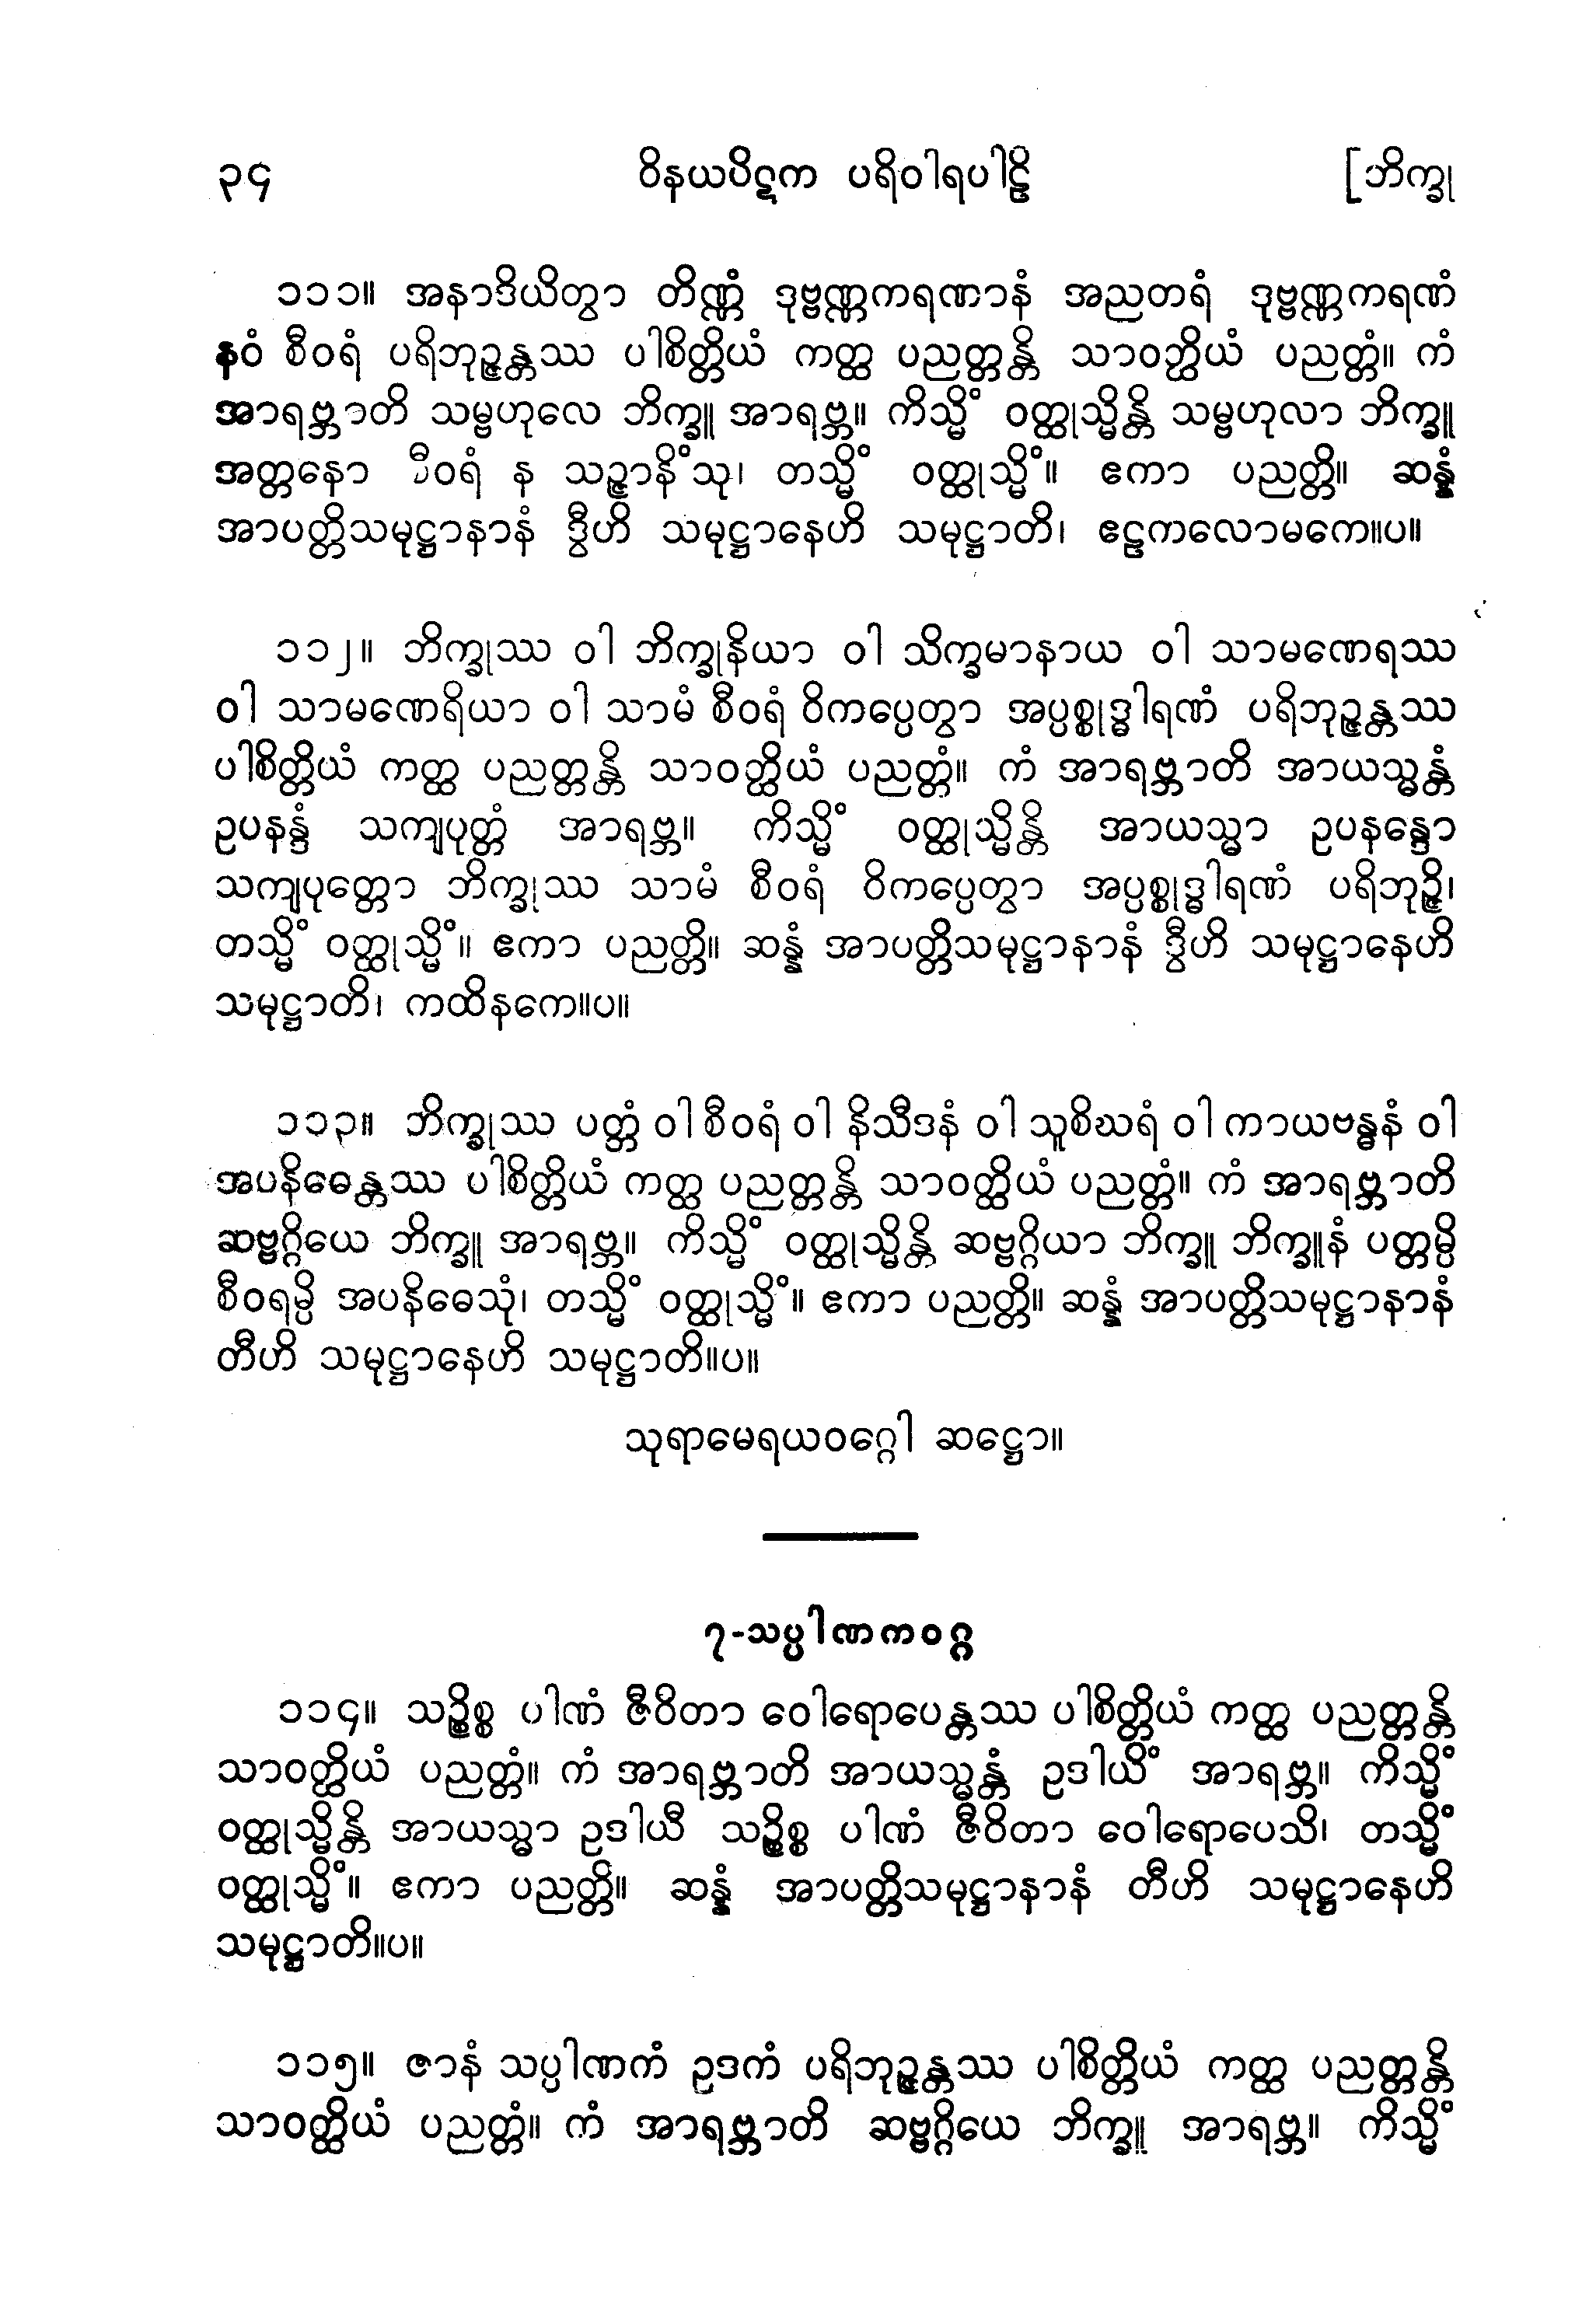 ၃၄ ဝိနယပိဋက ပရိဝါရပါဠိ [ဘိက္ခု
၁၁၁။ အနာဒိယိတွာ တိဏ္ဏံ ဒုဗ္ဗဏ္ဏကရဏာနံ အညတရံ ဒုဗ္ဗဏ္ဏကရဏံ
နဝံ စီဝရံ ပရိဘုဉ္ဇန္တဿ ပါစိတ္တိယံ ကတ္ထ ပညတ္တန္တိ သာဝတ္ထိယံ ပညတ္တံ။ ကံ
အာရဗ္ဘာတိ သမ္ဗဟုလေ ဘိက္ခူ အာရဗ္ဘ။ ကိသ္မိံ ဝတ္ထုသ္မိန္တိ သမ္ဗဟုလာ ဘိက္ခူ
အတ္တနော စီဝရံ န သဉ္ဇာနိံသု၊ တသ္မိံ ဝတ္ထုသ္မိံ။ ဧကာ ပညတ္တိ။ ဆန္နံ
အာပတ္တိသမုဋ္ဌာနာနံ ဒွီဟိ သမုဋ္ဌာနေဟိ သမုဋ္ဌာတိ၊ ဧဠကလောမကေ။ပ။
၁၁၂။ ဘိက္ခုဿ ဝါ ဘိက္ခုနိယာ ဝါ သိက္ခမာနာယ ဝါ သာမဏေရဿ
ဝါ သာမဏေရိယာ ဝါ သာမံ စီဝရံ ဝိကပ္ပေတွာ အပ္ပစ္စုဒ္ဓါရဏံ ပရိဘုဉ္ဇန္တဿ
ပါစိတ္တိယံ ကတ္ထ ပညတ္တန္တိ သာဝတ္ထိယံ ပညတ္တံ။ ကံ အာရဗ္ဘာတိ အာယသ္မန္တံ
ဥပနန္ဒံ သကျပုတ္တံ အာရဗ္ဘ။ ကိသ္မိံ ဝတ္ထုသ္မိန္တိ အာယသ္မာ ဥပနန္ဒော
သကျပုတ္တော ဘိက္ခုဿ သာမံ စီဝရံ ဝိကပ္ပေတွာ အပ္ပစ္စုဒ္ဓါရဏံ ပရိဘုဉ္ဇိ၊
တသ္မိံ ဝတ္ထုသ္မိံ။ ဧကာ ပညတ္တိ။ ဆန္နံ အာပတ္တိသမုဋ္ဌာနာနံ ဒွီဟိ သမုဋ္ဌာနေဟိ
သမုဋ္ဌာတိ၊ ကထိနကေ။ပ။
၁၁၃။ ဘိက္ခုဿ ပတ္တံ ဝါ စီဝရံ ဝါ နိသီဒနံ ဝါ သူစိဃရံ ဝါ ကာယဗန္ဓနံ ဝါ
အပနိဓေန္တဿ ပါစိတ္တိယံ ကတ္ထ ပညတ္တန္တိ သာဝတ္ထိယံ ပညတ္တံ။ ကံ အာရဗ္ဘာတိ
ဆဗ္ဗဂ္ဂိယေ ဘိက္ခူ အာရဗ္ဘ။ ကိသ္မိံ ဝတ္ထုသ္မိန္တိ ဆဗ္ဗဂ္ဂိယာ ဘိက္ခူ ဘိက္ခူနံ ပတ္တမ္ပိ
စီဝရမ္ပိ အပနိဓေသုံ၊ တသ္မိံ ဝတ္ထုသ္မိံ။ ဧကာ ပညတ္တိ။ ဆန္နံ အာပတ္တိသမုဋ္ဌာနာနံ
တီဟိ သမုဋ္ဌာနေဟိ သမုဋ္ဌာတိ။ပ။
သုရာမေရယဝဂ္ဂေါ ဆဋ္ဌော။
၇-သပ္ပါဏကဝဂ္ဂ
၁၁၄။ သဉ္စိစ္စ ပါဏံ ဇီဝိတာ ဝေါရောပေန္တဿ ပါစိတ္တိယံ ကတ္ထ ပညတ္တန္တိ
သာဝတ္ထိယံ ပညတ္တံ။ ကံ အာရဗ္ဘာတိ အာယသ္မန္တံ ဥဒါယိံ အာရဗ္ဘ။ ကိသ္မိံ
ဝတ္ထုသ္မိန္တိ အာယသ္မာ ဥဒါယီ သဉ္စိစ္စ ပါဏံ ဇီဝိတာ ဝေါရောပေသိ၊ တသ္မိံ
ဝတ္ထုသ္မိံ။ ဧကာ ပညတ္တိ။ ဆန္နံ အာပတ္တိသမုဋ္ဌာနာနံ တီဟိ သမုဋ္ဌာနေဟိ
သမုဋ္ဌာတိ။ပ။
၁၁၅။ ဇာနံ သပ္ပါဏကံ ဥဒကံ ပရိဘုဉ္ဇန္တဿ ပါစိတ္တိယံ ကတ္ထ ပညတ္တန္တိ
သာဝတ္ထိယံ ပညတ္တံ။ ကံ အာရဗ္ဘာတိ ဆဗ္ဗဂ္ဂိယေ ဘိက္ခူ အာရဗ္ဘ။ ကိသ္မိံ